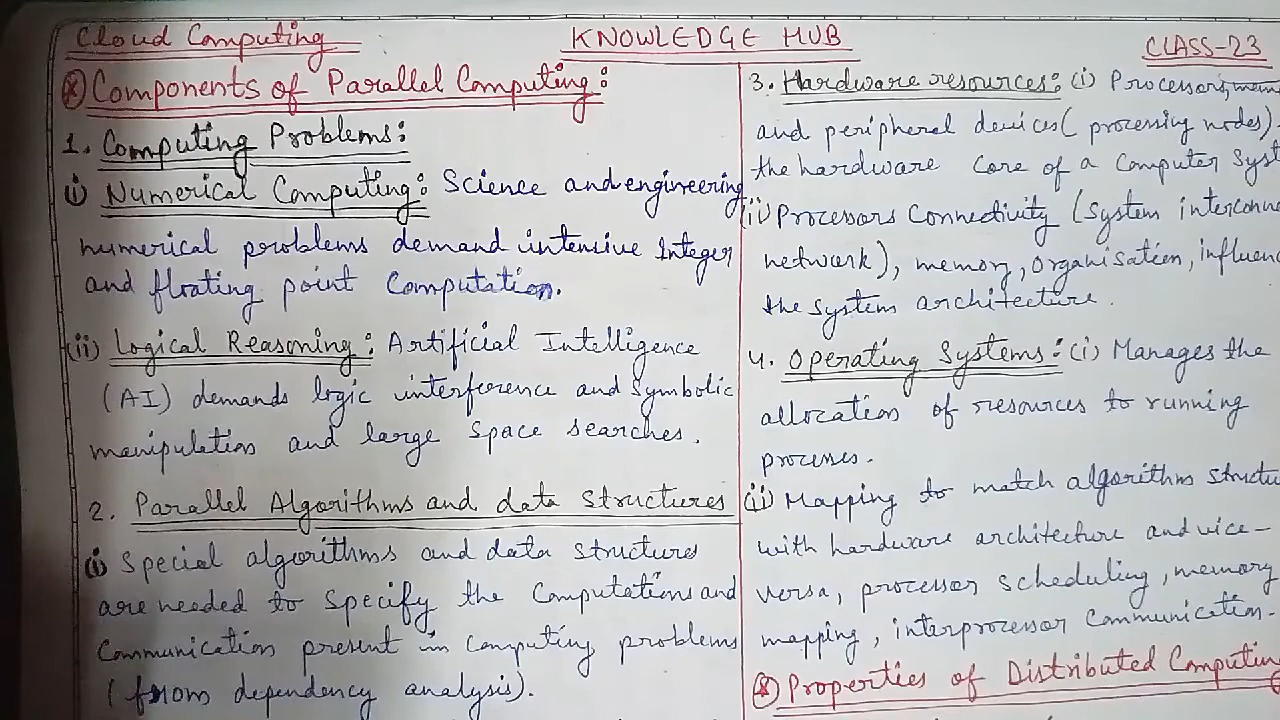 Cloud Computing
KNOWLEDGE HUB
CLASS-23
Components of Parallel Computing:
1. Computing Problems:
(i) Numerical Computing: Science and engineering
numerical problems demand intensive Integer
and floating point Computation.
(ii) Logical Reasoning: Artificial Intelligence
(AI) demands logic interference and Symbolic
manipulation and large Space searches.
2. Parallel Algorithms and data Structures
(i) Special algorithms and data structures
are needed to specify the Computations and
Communication present in Computing problems
(from dependency analysis).
3. Hardware resources: (i) Processors,
and peripheral devices (processing nodes)
the hardware core of a Computer
(ii) Processors Connectivity (System
network), memory, Organisation,
the system architecture.
4. Operating Systems: (i) Manages the
allocation of resources to running
processes.
(ii) Mapping to match algorithms
with hardware architecture and vice-
versa, processor scheduling, memory
mapping, interprocessor Communication.
Properties of Distributed